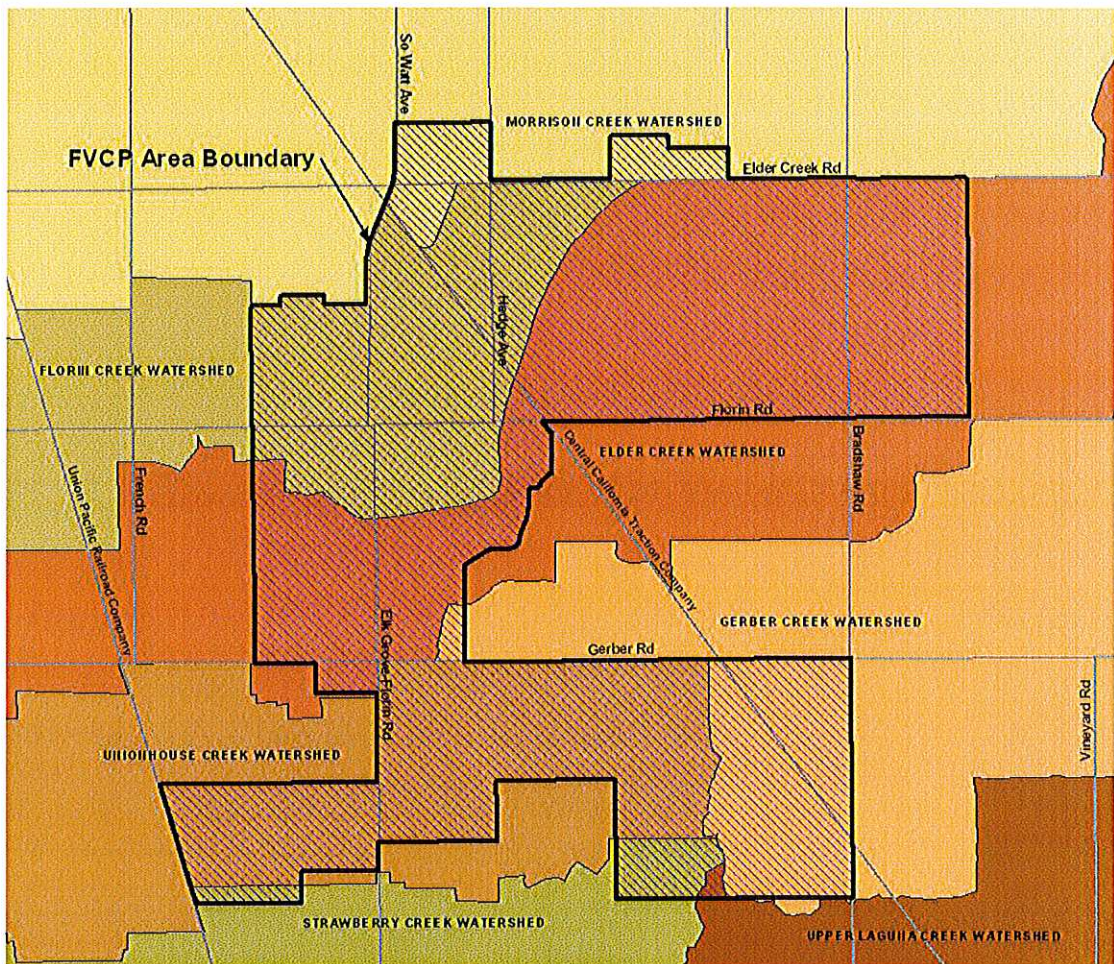 So Watt Ave
MORRISON CREEK WATERSHED
FVCP Area Boundary
Elder Creek Rd
Hedge Ave
FLORIN CREEK WATERSHED
Florin Rd
ELDER CREEK WATERSHED
Central California Traction Company
Bradshaw Rd
Union Pacific Railroad Company
French Rd
Elk Grove-Florin Rd
GERBER CREEK WATERSHED
Gerber Rd
Vineyard Rd
UNIONHOUSE CREEK WATERSHED
STRAWBERRY CREEK WATERSHED
UPPER LAGUNA CREEK WATERSHED